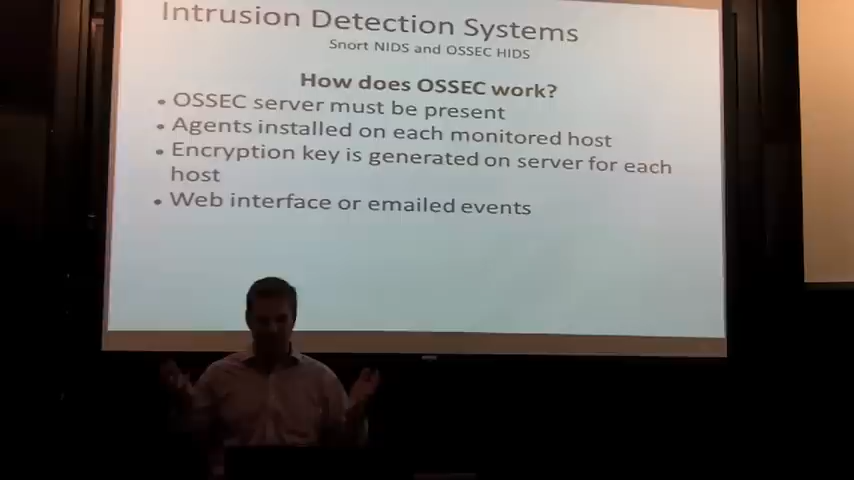 Intrusion Detection Systems
Snort NIDS and OSSEC HIDS
How does OSSEC work?
• OSSEC server must be present
• Agents installed on each monitored host
• Encryption key is generated on server for each
host
• Web interface or emailed events